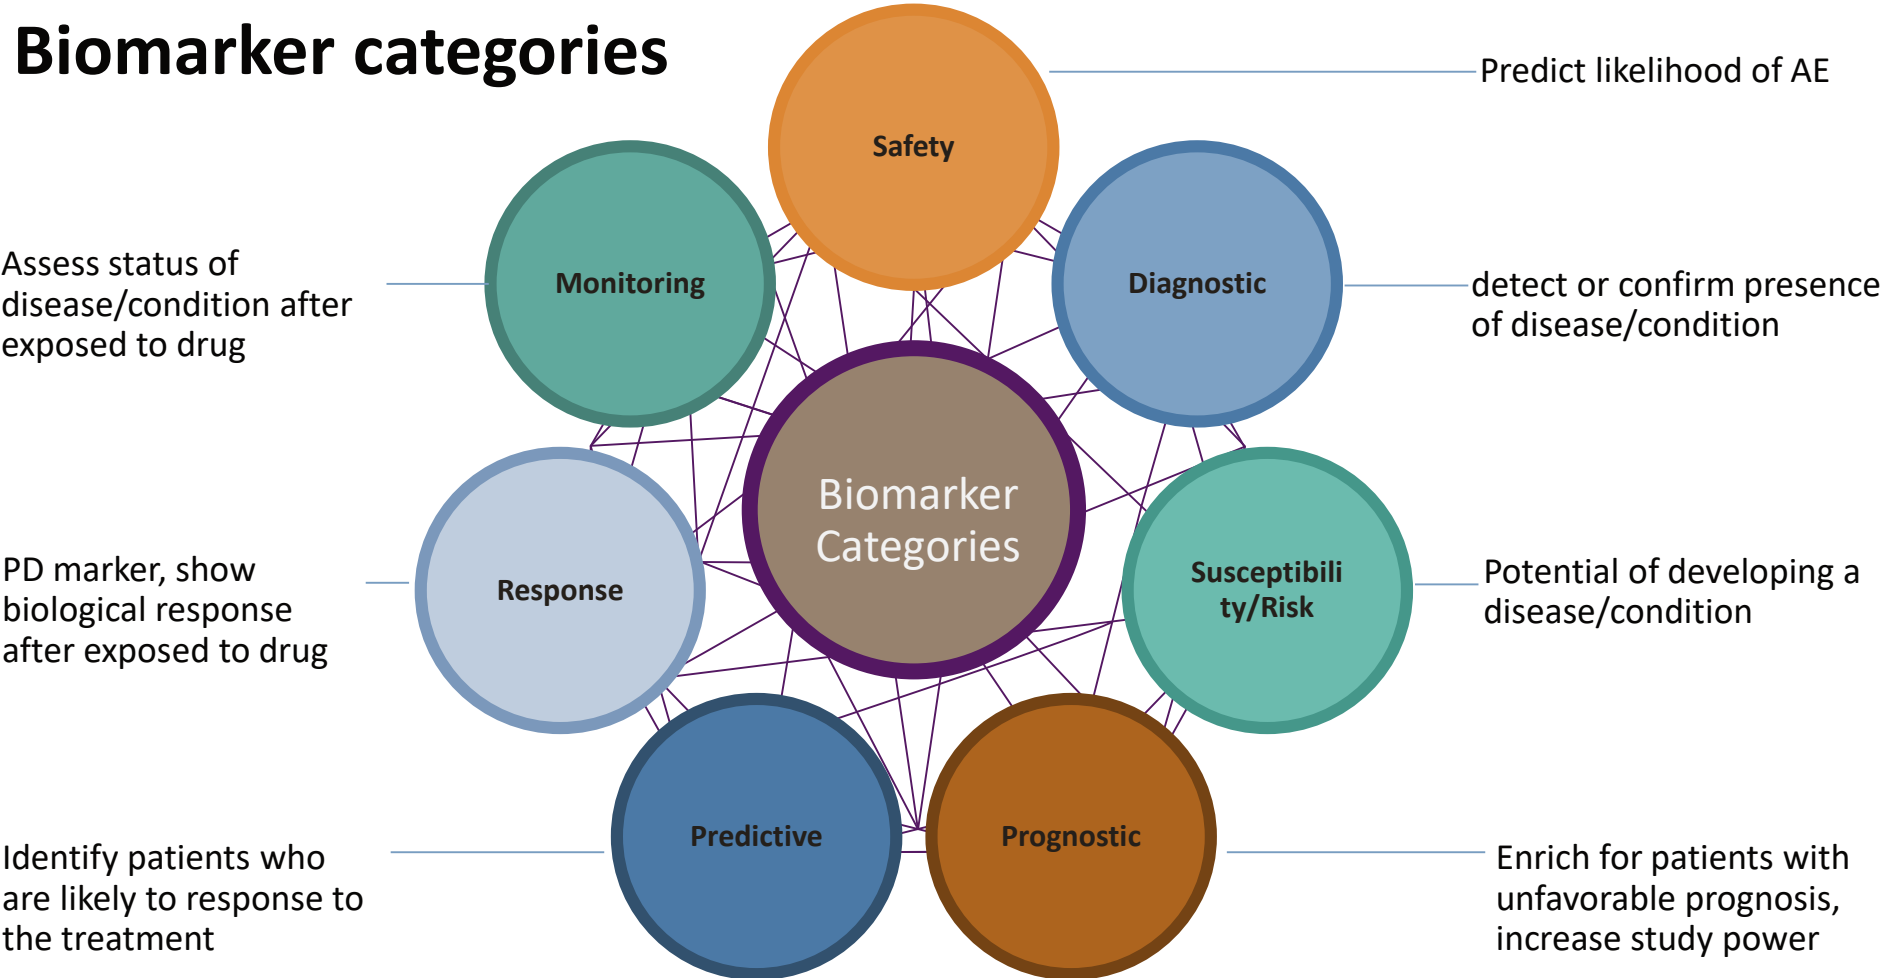 Biomarker categories
Safety
Predict likelihood of AE
Monitoring
Assess status of
disease/condition after
exposed to drug
Diagnostic
detect or confirm presence
of disease/condition
Biomarker
Categories
Response
PD marker, show
biological response
after exposed to drug
Susceptibili
ty/Risk
Potential of developing a
disease/condition
Predictive
Identify patients who
are likely to response to
the treatment
Prognostic
Enrich for patients with
unfavorable prognosis,
increase study power